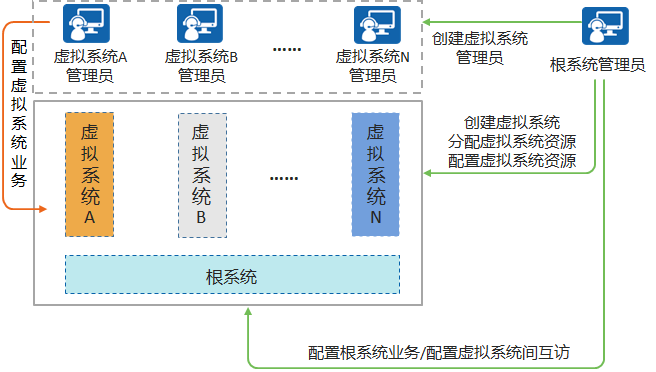 虚拟系统A
管理员
虚拟系统B
管理员
......
虚拟系统N
管理员
创建虚拟系统
管理员
根系统管理员
配置虚拟系统业务
虚拟系统A
虚拟系统B
......
虚拟系统N
创建虚拟系统
分配虚拟系统资源
配置虚拟系统资源
根系统
配置根系统业务/配置虚拟系统间互访